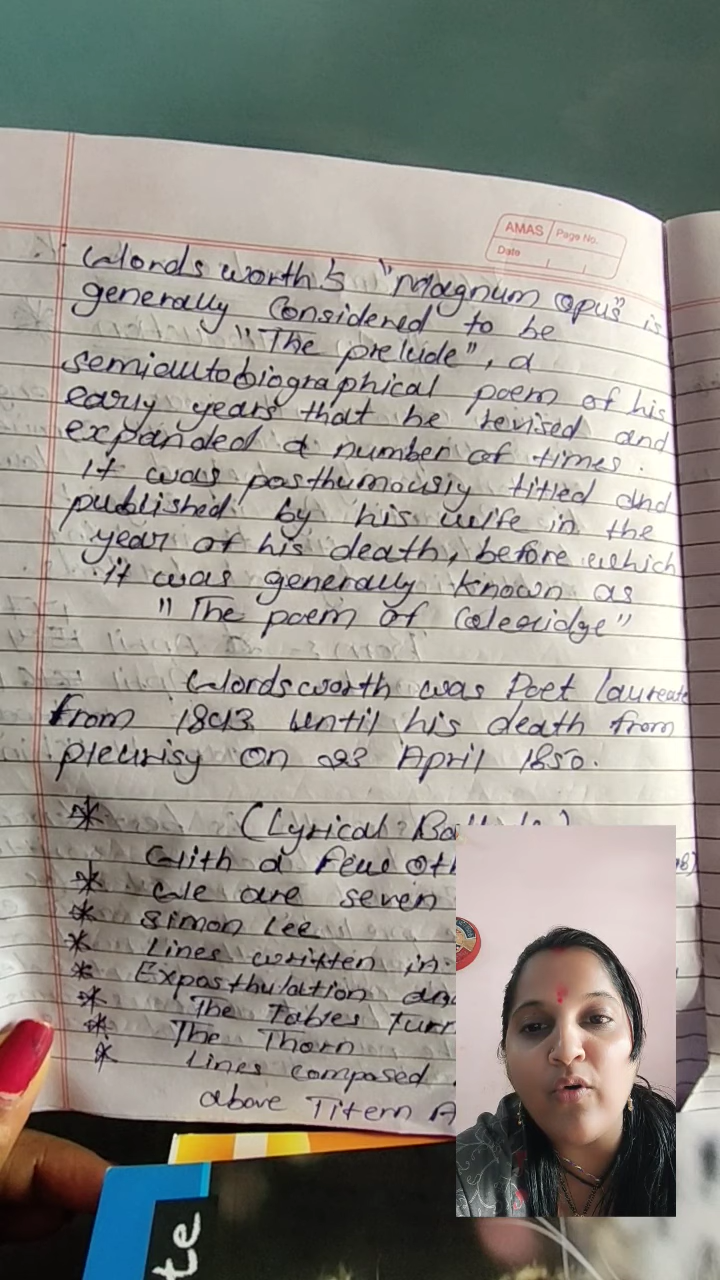 AMAS Page No.
Date
Wordsworth's "Magnum opus" is
generally Considered to be
"The prelude", a
semiautobiographical poem of his
early years that he revised and
expanded a number of times.
It was posthumously titled and
published by his wife in the
year of his death, before which
it was generally known as
"The poem of Coleridge"
Wordsworth was Poet laureate
from 1843 until his death from
pleurisy on 23 April 1850.
* (Lyrical
With a Few
* We are seven
* Simon Lee
* Lines written in
* Exposthulation
* The Tables
* The Thorn
* Lines composed
above Titern
te